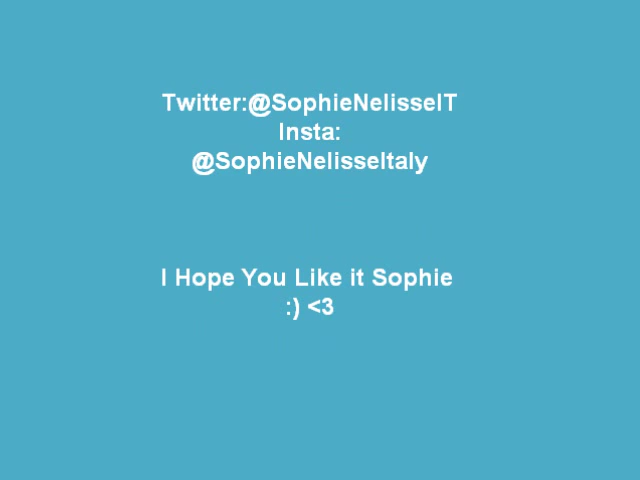 Twitter:@SophieNelisseIT
Insta:
@SophieNelisseItaly
I Hope You Like it Sophie
:) <3